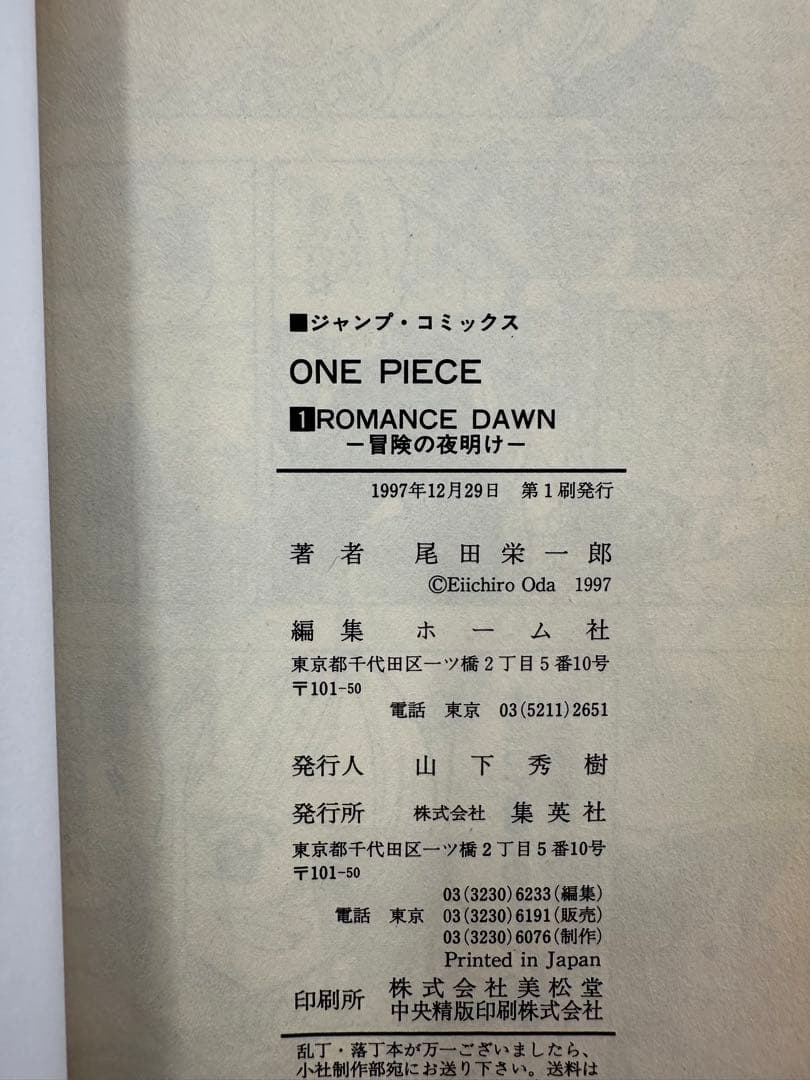 ■ジャンプ・コミックス
ONE PIECE
1 ROMANCE DAWN
－冒険の夜明け－
1997年12月29日 第1刷発行
著者 尾田栄一郎
©Eiichiro Oda 1997
編集 ホーム社
東京都千代田区一ツ橋2丁目5番10号
〒101-50
電話 東京 03(5211)2651
発行人 山下秀樹
発行所 株式会社 集英社
東京都千代田区一ツ橋2丁目5番10号
〒101-50
03(3230)6233(編集)
電話 東京 03(3230)6191(販売)
03(3230)6076(制作)
Printed in Japan
印刷所 株式会社美松堂
中央精版印刷株式会社
乱丁・落丁本が万一ございましたら、
小社制作部宛にお送り下さい。送料は